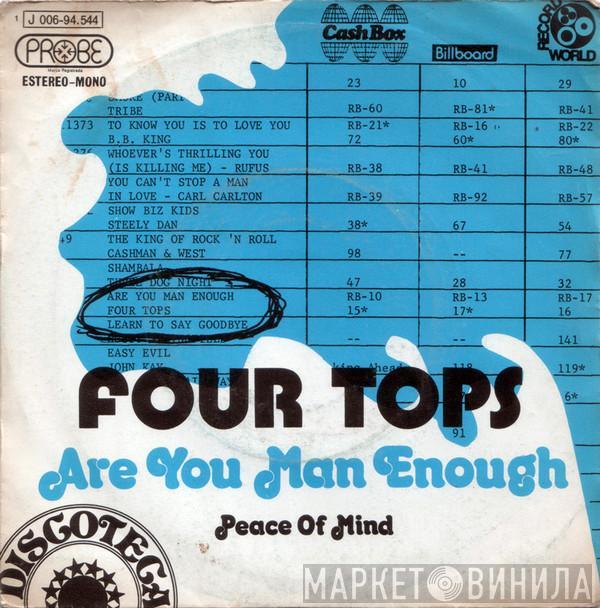 1 J 006-94.544
PROBE
Marca Registrada
ESTEREO-MONO
Cash Box
Billboard
RECORD WORLD
23 10 29
TRIBE RB-60 RB-81* RB-41
1373 TO KNOW YOU IS TO LOVE YOU RB-21* RB-16 RB-22
B.B. KING 72 60* 80*
WHOEVER'S THRILLING YOU
(IS KILLING ME) - RUFUS RB-38 RB-41 RB-48
YOU CAN'T STOP A MAN
IN LOVE - CARL CARLTON RB-39 RB-92 RB-57
SHOW BIZ KIDS
STEELY DAN 38* 67 54
49 THE KING OF ROCK 'N ROLL
CASHMAN & WEST 98 -- 77
SHAMBALA
THREE DOG NIGHT 47 28 32
ARE YOU MAN ENOUGH RB-10 RB-13 RB-17
FOUR TOPS 15* 17* 16
LEARN TO SAY GOODBYE
-- -- 141
EASY EVIL
JOHN KAY 118 119*
6*
91
FOUR TOPS
Are You Man Enough
Peace Of Mind
DISCOTECA
МАРКЕТ ВИНИЛА